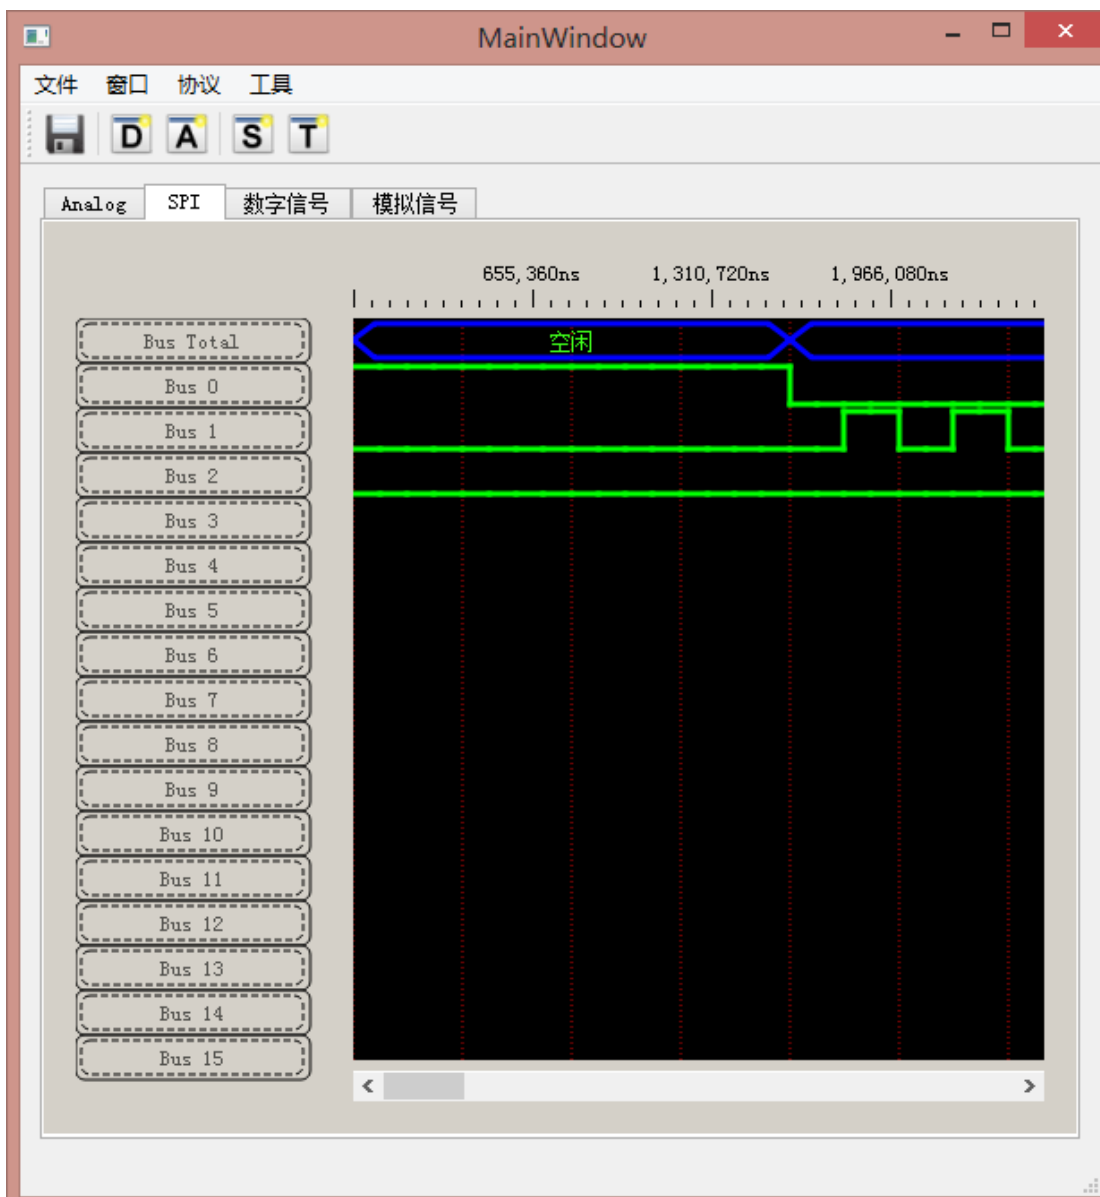 MainWindow
文件 窗口 协议 工具
D A S T
Analog SPI 数字信号 模拟信号
655,360ns 1,310,720ns 1,966,080ns
Bus Total
空闲
Bus 0
Bus 1
Bus 2
Bus 3
Bus 4
Bus 5
Bus 6
Bus 7
Bus 8
Bus 9
Bus 10
Bus 11
Bus 12
Bus 13
Bus 14
Bus 15